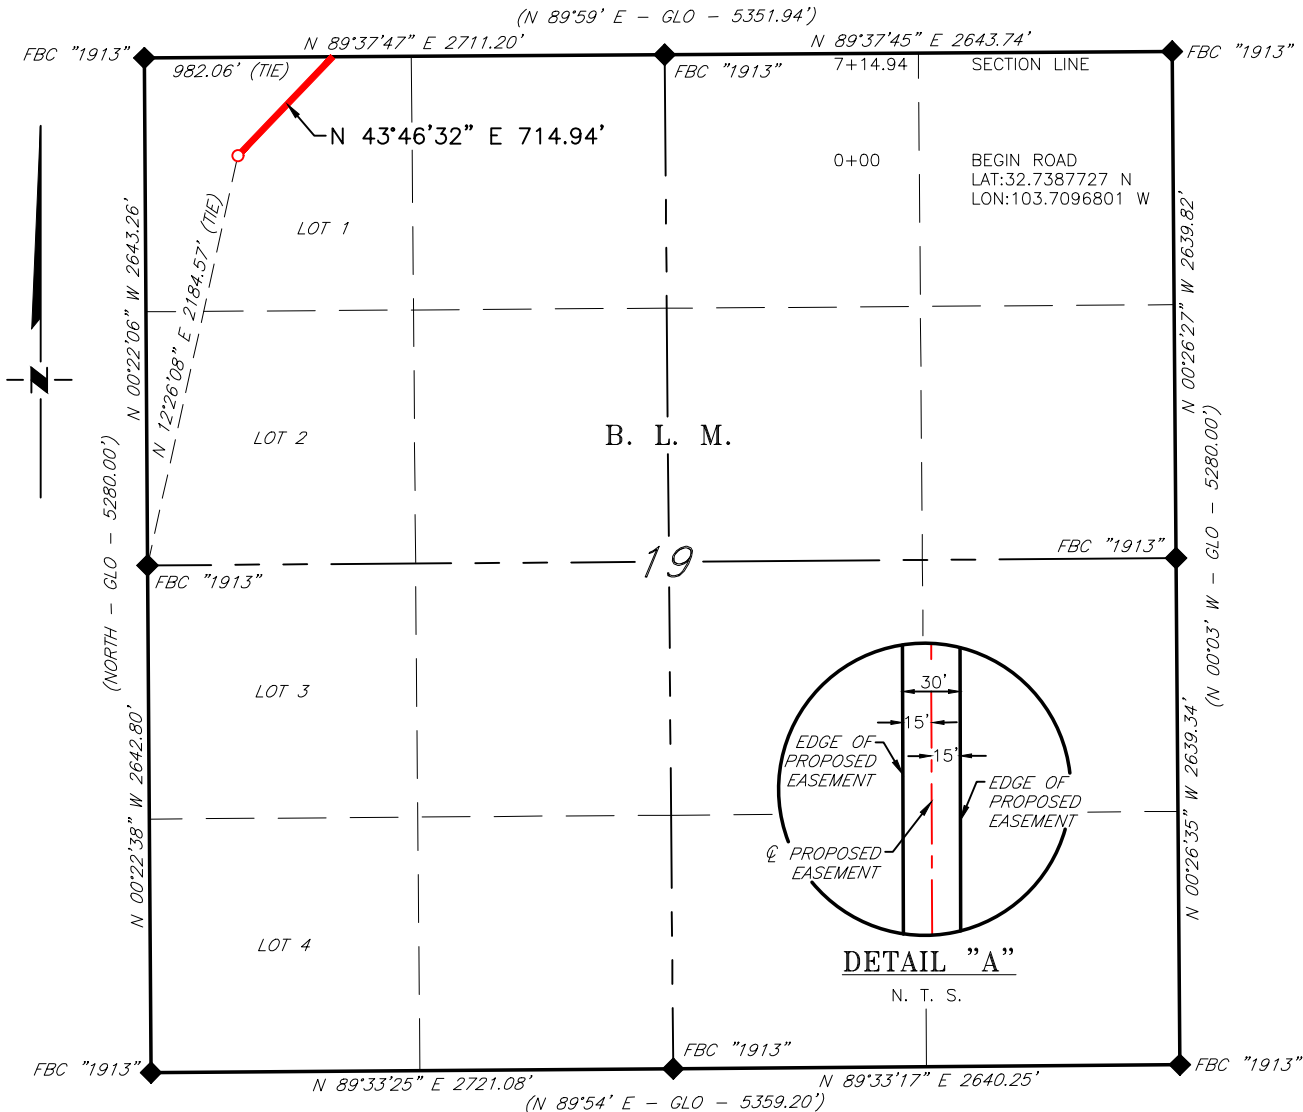 (N 89°59' E - GLO - 5351.94')
FBC "1913"
N 89°37'47" E 2711.20'
N 89°37'45" E 2643.74'
FBC "1913"
982.06' (TIE)
FBC "1913"
7+14.94 SECTION LINE
N 43°46'32" E 714.94'
0+00 BEGIN ROAD
LAT:32.7387727 N
LON:103.7096801 W
LOT 1
N 00°22'06" W 2643.26'
N 12°26'08" E 2184.57' (TIE)
N 00°26'27" W 2639.82'
N
LOT 2
B. L. M.
(NORTH - GLO - 5280.00')
(N 00°03' W - GLO - 5280.00')
19
FBC "1913"
FBC "1913"
LOT 3
30'
15'
15'
EDGE OF
PROPOSED
EASEMENT
EDGE OF
PROPOSED
EASEMENT
℄ PROPOSED
EASEMENT
N 00°22'38" W 2642.80'
N 00°26'35" W 2639.34'
LOT 4
DETAIL "A"
N. T. S.
FBC "1913"
FBC "1913"
FBC "1913"
N 89°33'25" E 2721.08'
N 89°33'17" E 2640.25'
(N 89°54' E - GLO - 5359.20')